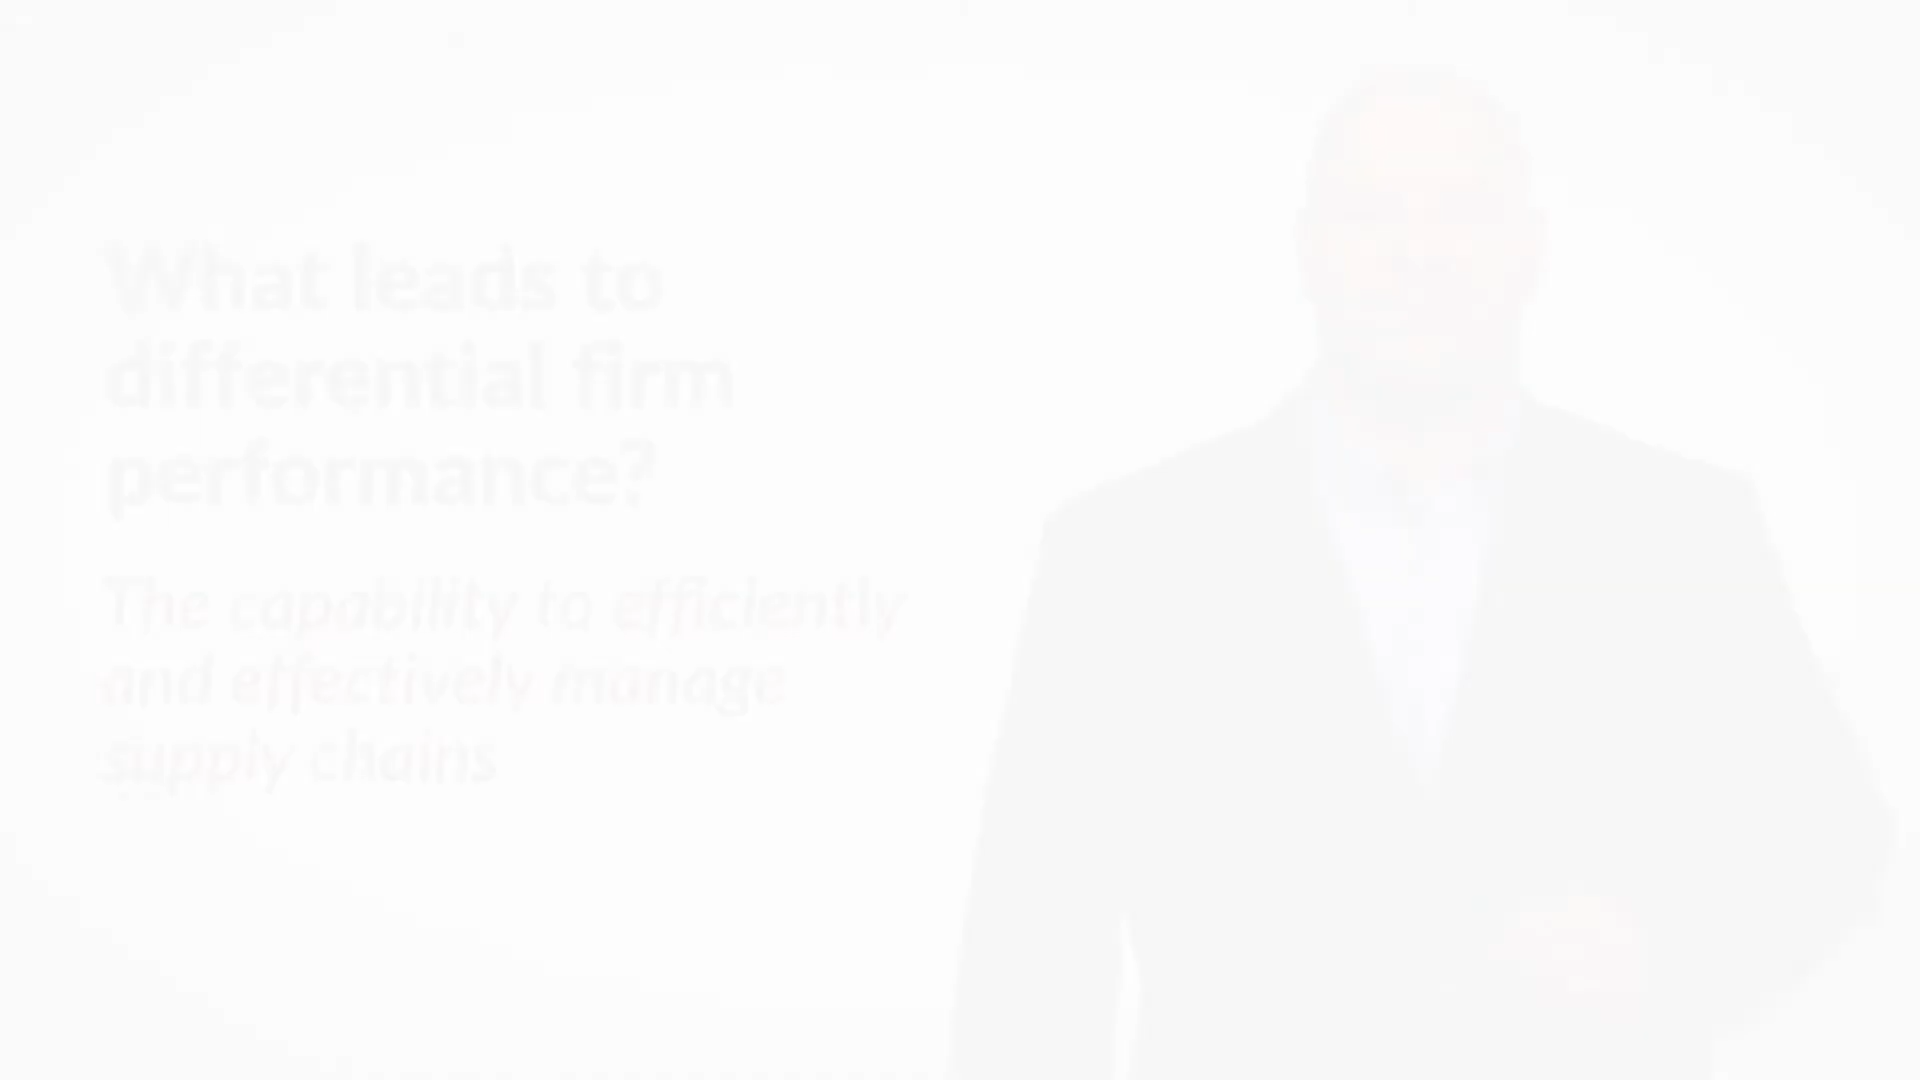 What leads to
differential firm
performance?
The capability to efficiently
and effectively manage
supply chains